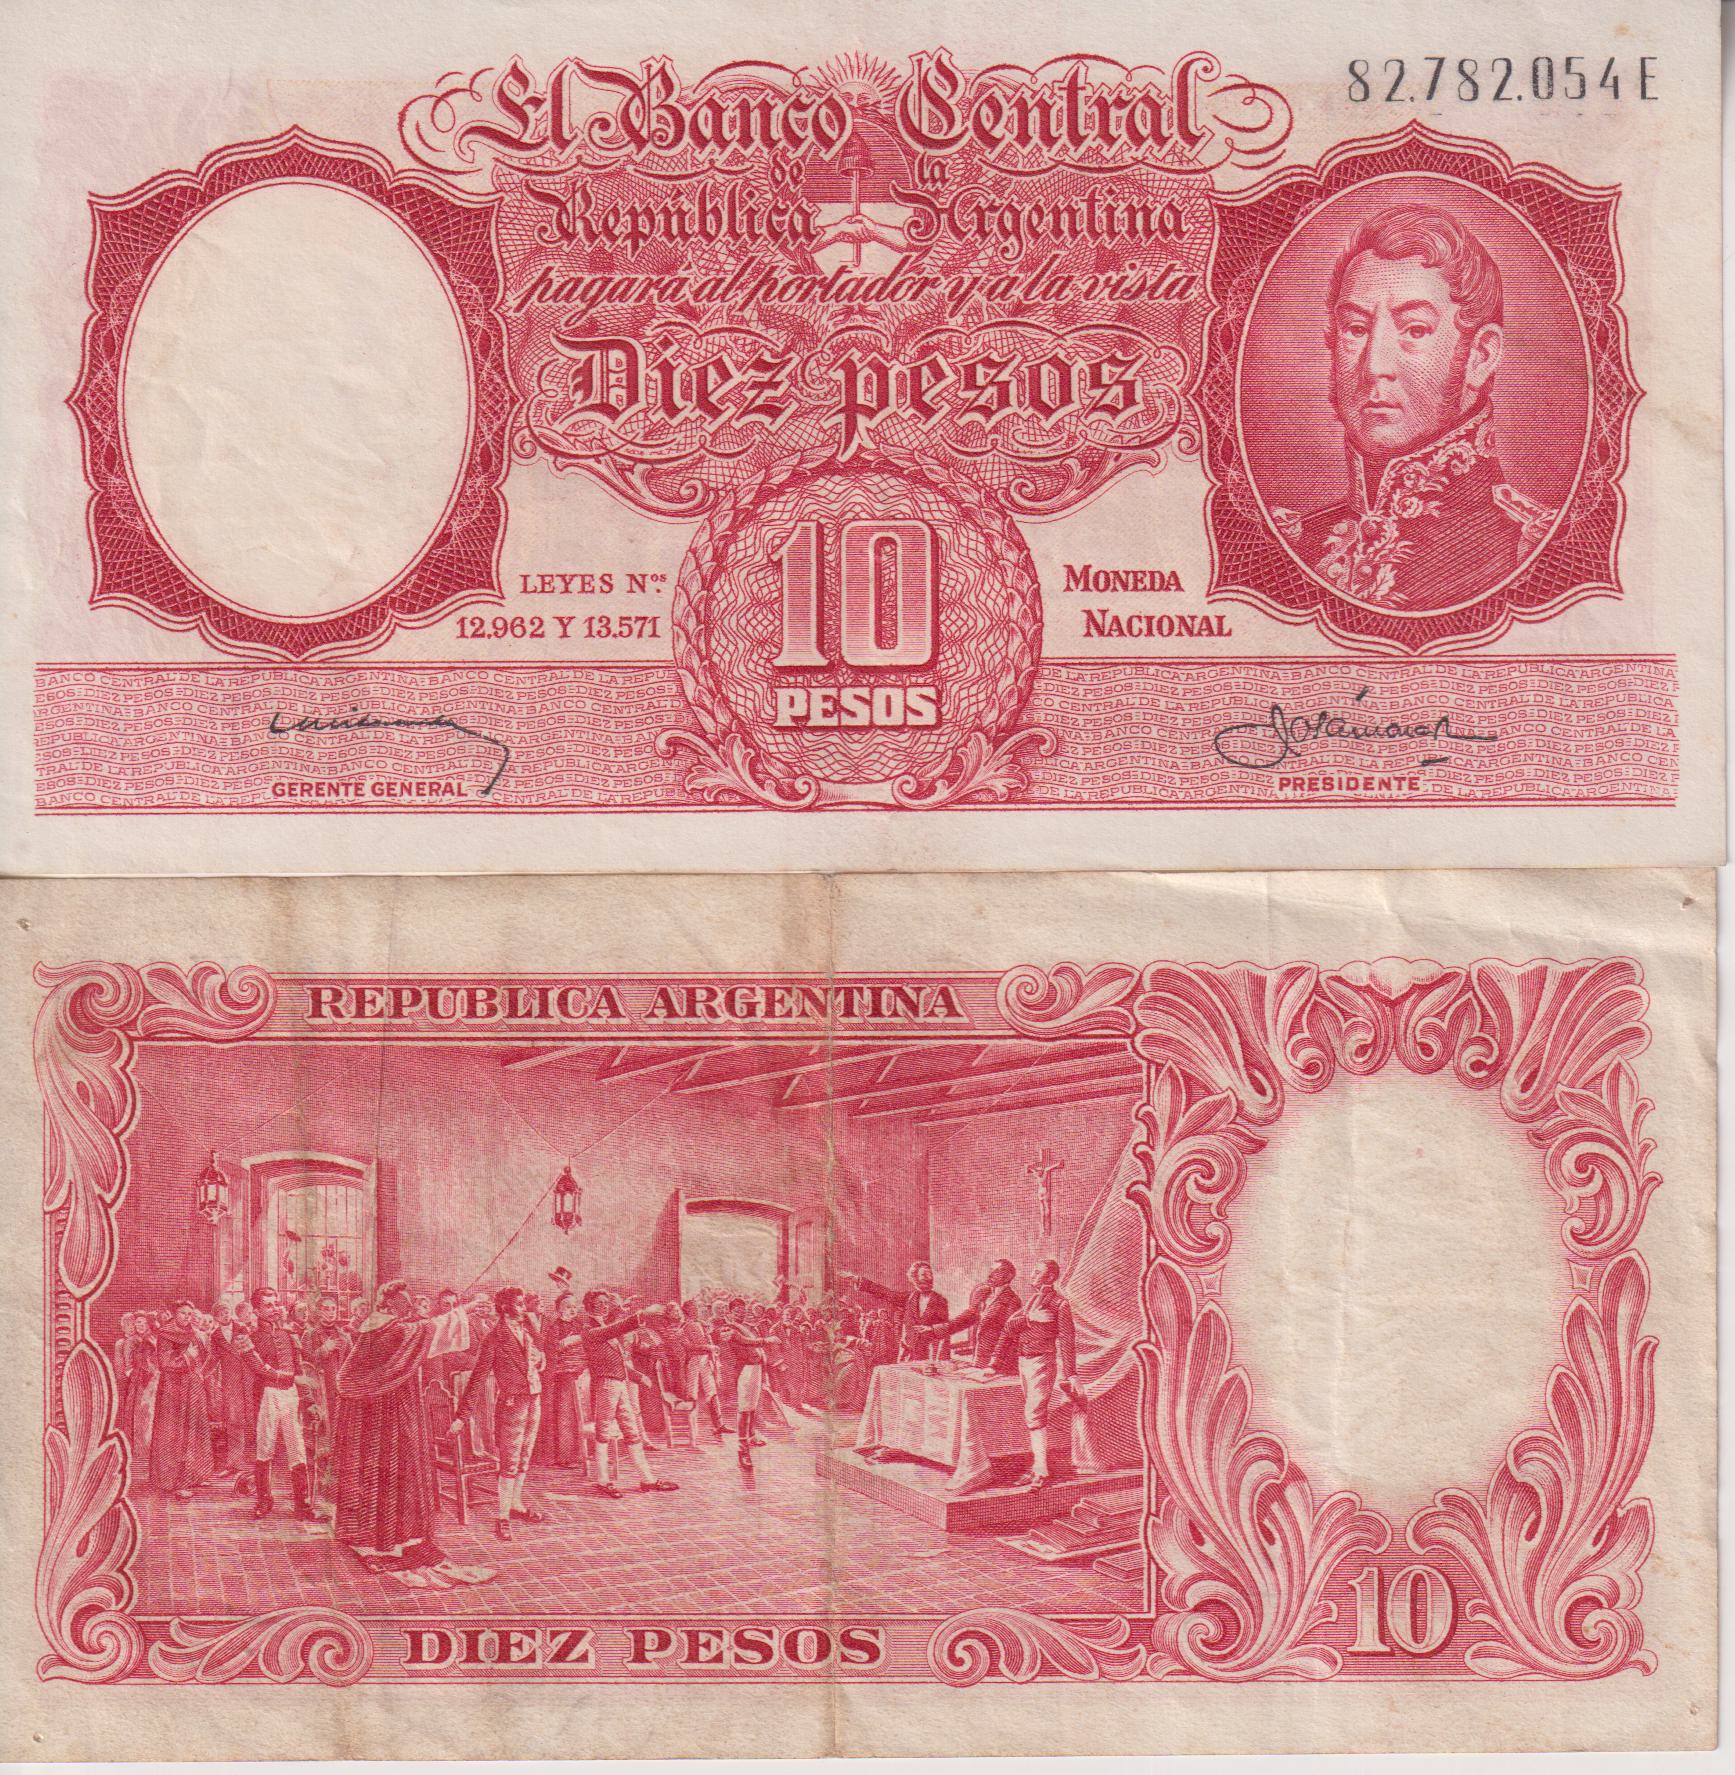 82.782.054 E
El Banco Central
de la
República Argentina
pagará al portador y a la vista
Diez pesos
LEYES Nos.
12.962 Y 13.571
10
PESOS
MONEDA
NACIONAL
GERENTE GENERAL
PRESIDENTE
REPUBLICA ARGENTINA
DIEZ PESOS
10